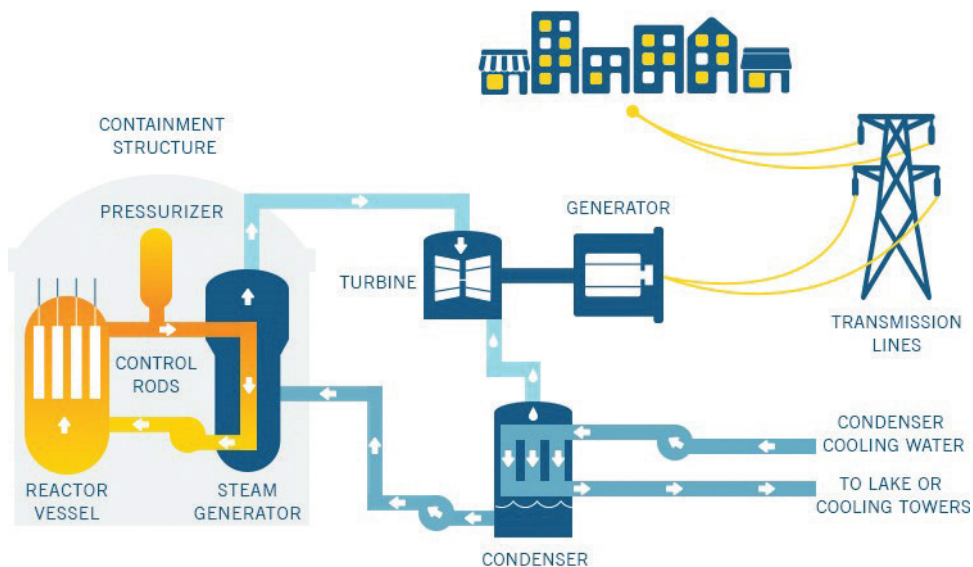 CONTAINMENT
STRUCTURE
PRESSURIZER
GENERATOR
TURBINE
CONTROL
RODS
TRANSMISSION
LINES
CONDENSER
COOLING WATER
REACTOR
VESSEL
STEAM
GENERATOR
TO LAKE OR
COOLING TOWERS
CONDENSER